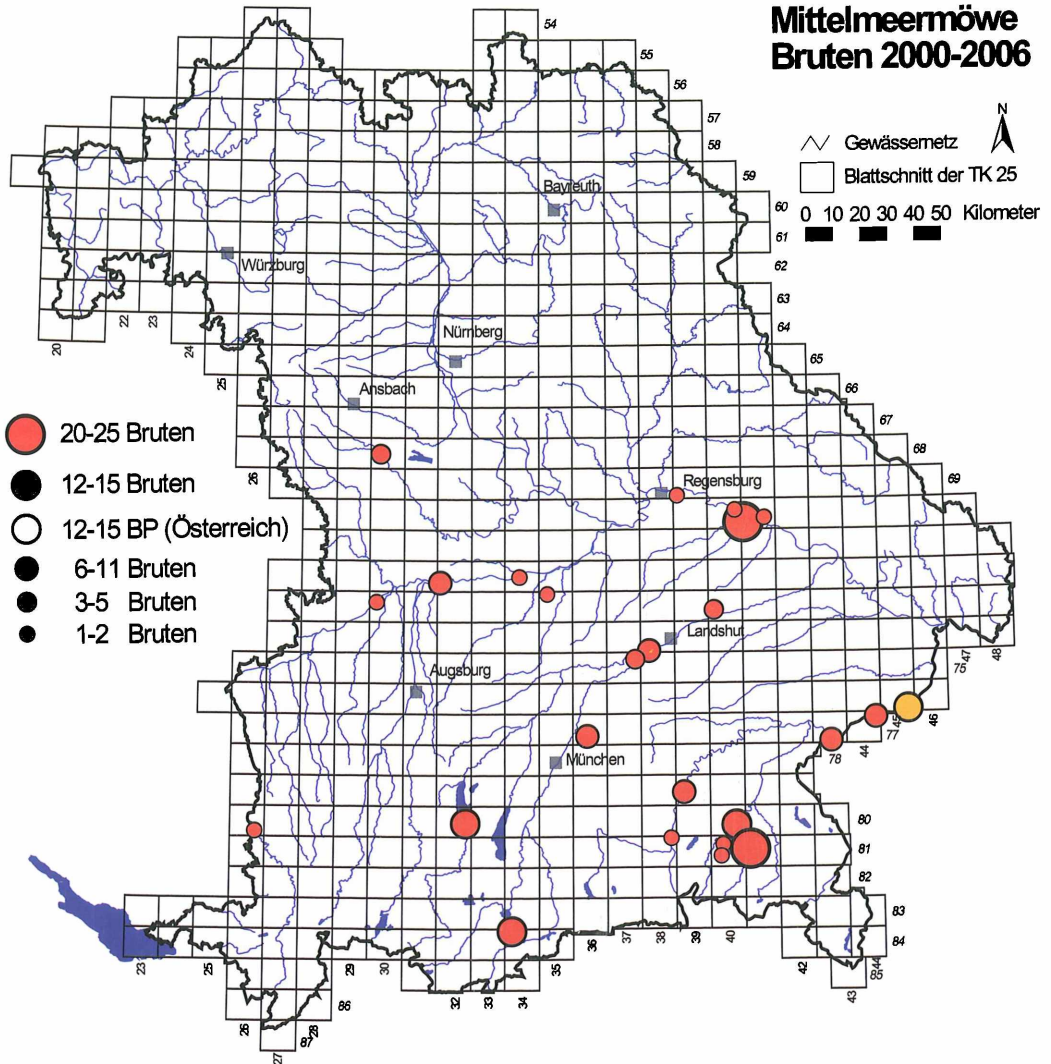 Mittelmeermöwe
Bruten 2000-2006
N
Gewässernetz
Blattschnitt der TK 25
0 10 20 30 40 50 Kilometer
54
55
56
57
58
59
60
61
62
63
64
65
66
67
68
69
Bayreuth
Würzburg
Nürnberg
Ansbach
Regensburg
Landshut
Augsburg
München
20
22
23
24
25
26
20-25 Bruten
12-15 Bruten
12-15 BP (Österreich)
6-11 Bruten
3-5 Bruten
1-2 Bruten
48
47
75
46
45
77
44
78
80
81
82
83
84
23
25
26
27
28
87
86
29
30
32
33
34
35
36
37
38
39
40
42
43
44
85